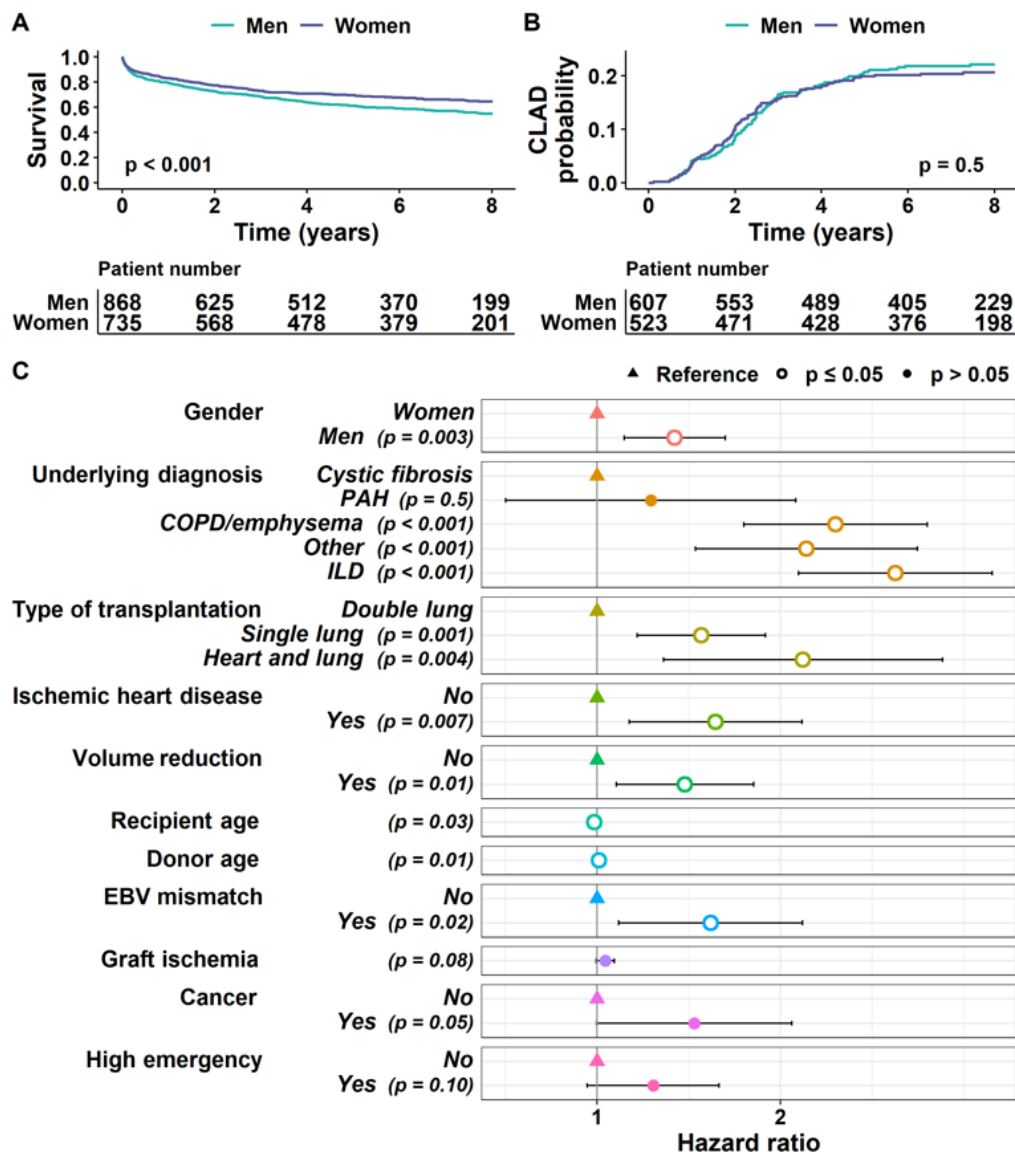 A
Men Women
Survival
1.0
0.8
0.6
0.4
0.2
0.0
p < 0.001
0 2 4 6 8
Time (years)
Patient number
Men 868 625 512 370 199
Women 735 568 478 379 201
B
Men Women
CLAD
probability
0.2
0.1
0.0
p = 0.5
0 2 4 6 8
Time (years)
Patient number
Men 607 553 489 405 229
Women 523 471 428 376 198
C
Reference p ≤ 0.05 p > 0.05
Gender Women
Men (p = 0.003)
Underlying diagnosis Cystic fibrosis
PAH (p = 0.5)
COPD/emphysema (p < 0.001)
Other (p < 0.001)
ILD (p < 0.001)
Type of transplantation Double lung
Single lung (p = 0.001)
Heart and lung (p = 0.004)
Ischemic heart disease No
Yes (p = 0.007)
Volume reduction No
Yes (p = 0.01)
Recipient age (p = 0.03)
Donor age (p = 0.01)
EBV mismatch No
Yes (p = 0.02)
Graft ischemia (p = 0.08)
Cancer No
Yes (p = 0.05)
High emergency No
Yes (p = 0.10)
1 2
Hazard ratio